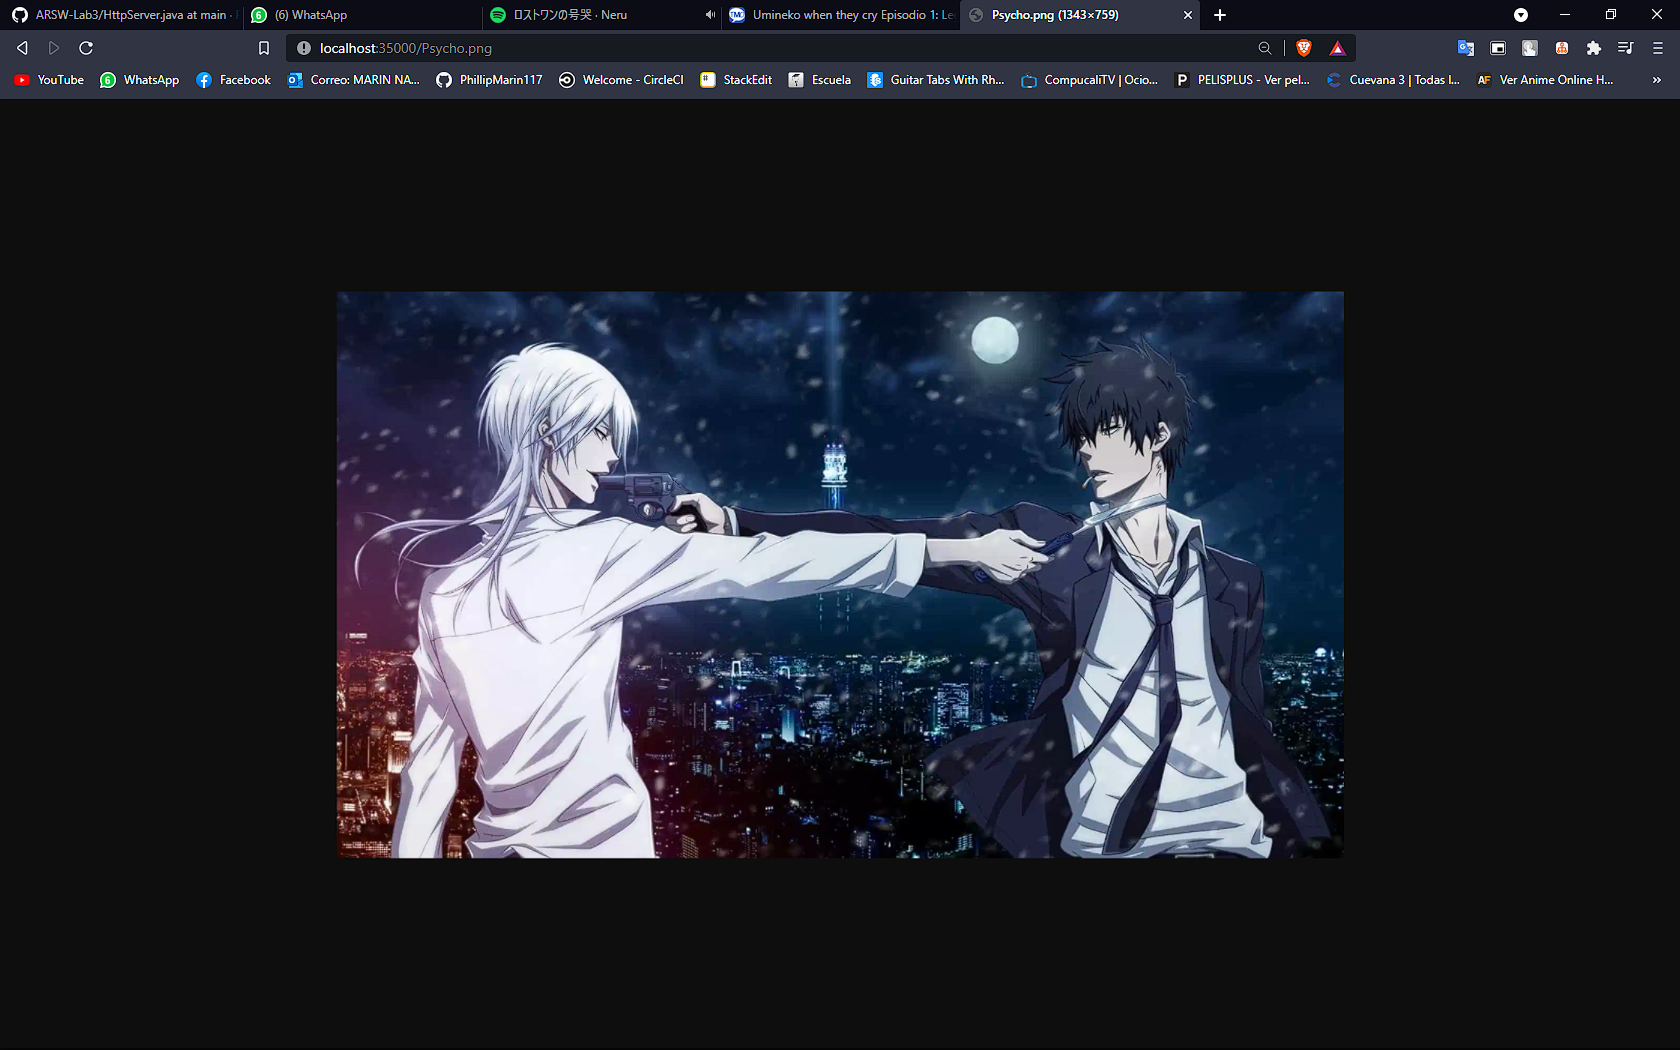 ARSW-Lab3/HttpServer.java at main ·
(6) WhatsApp
ロストワンの号哭 · Neru
Umineko when they cry Episodio 1: Le
Psycho.png (1343×759)
localhost:35000/Psycho.png
YouTube
WhatsApp
Facebook
Correo: MARIN NA...
PhillipMarin117
Welcome - CircleCI
StackEdit
Escuela
Guitar Tabs With Rh...
CompucaliTV | Ocio...
PELISPLUS - Ver pel...
Cuevana 3 | Todas l...
AF
Ver Anime Online H...
»